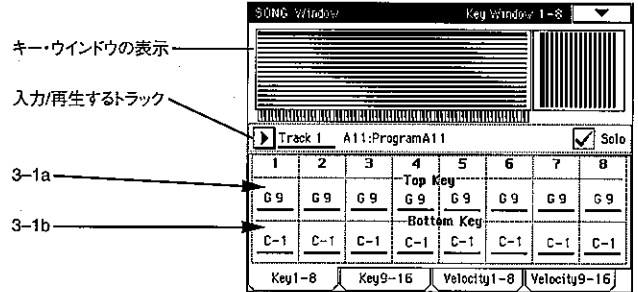 SONG Window Key Window 1-8
キー・ウインドウの表示
入力/再生するトラック
Track 1 A11:ProgramA11 Solo
1 2 3 4 5 6 7 8
Top Key
3–1a
G9 G9 G9 G9 G9 G9 G9 G9
Bottom Key
3–1b
C-1 C-1 C-1 C-1 C-1 C-1 C-1 C-1
Key1-8 Key9-16 Velocity1-8 Velocity9-16